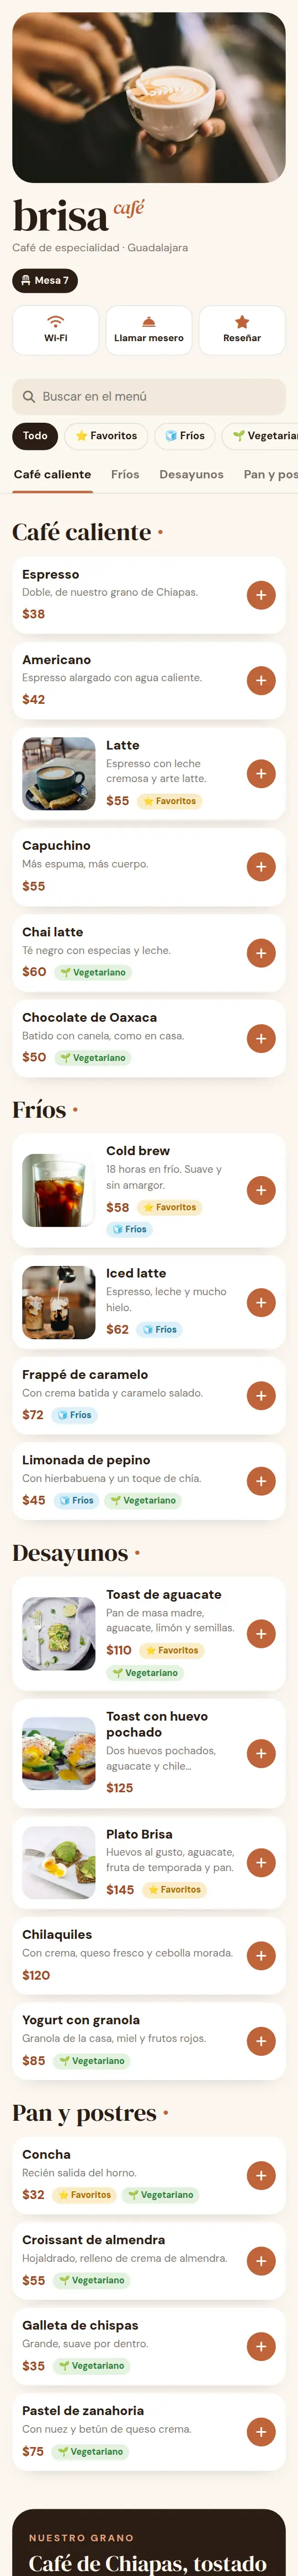 brisa café
Café de especialidad · Guadalajara
Mesa 7
Wi-Fi
Llamar mesero
Reseñar
Buscar en el menú
Todo
⭐ Favoritos
🧊 Fríos
🌱 Vegetaria
Café caliente
Fríos
Desayunos
Pan y pos
Café caliente
Espresso
Doble, de nuestro grano de Chiapas.
$38
Americano
Espresso alargado con agua caliente.
$42
Latte
Espresso con leche
cremosa y arte latte.
$55 ⭐ Favoritos
Capuchino
Más espuma, más cuerpo.
$55
Chai latte
Té negro con especias y leche.
$60 🌱 Vegetariano
Chocolate de Oaxaca
Batido con canela, como en casa.
$50 🌱 Vegetariano
Fríos
Cold brew
18 horas en frío. Suave y
sin amargor.
$58 ⭐ Favoritos
🧊 Fríos
Iced latte
Espresso, leche y mucho
hielo.
$62 🧊 Fríos
Frappé de caramelo
Con crema batida y caramelo salado.
$72 🧊 Fríos
Limonada de pepino
Con hierbabuena y un toque de chía.
$45 🧊 Fríos 🌱 Vegetariano
Desayunos
Toast de aguacate
Pan de masa madre,
aguacate, limón y semillas.
$110 ⭐ Favoritos
🌱 Vegetariano
Toast con huevo
pochado
Dos huevos pochados,
aguacate y chile…
$125
Plato Brisa
Huevos al gusto, aguacate,
fruta de temporada y pan.
$145 ⭐ Favoritos
Chilaquiles
Con crema, queso fresco y cebolla morada.
$120
Yogurt con granola
Granola de la casa, miel y frutos rojos.
$85 🌱 Vegetariano
Pan y postres
Concha
Recién salida del horno.
$32 ⭐ Favoritos 🌱 Vegetariano
Croissant de almendra
Hojaldrado, relleno de crema de almendra.
$55 🌱 Vegetariano
Galleta de chispas
Grande, suave por dentro.
$35 🌱 Vegetariano
Pastel de zanahoria
Con nuez y betún de queso crema.
$75 🌱 Vegetariano
NUESTRO GRANO
Café de Chiapas, tostado